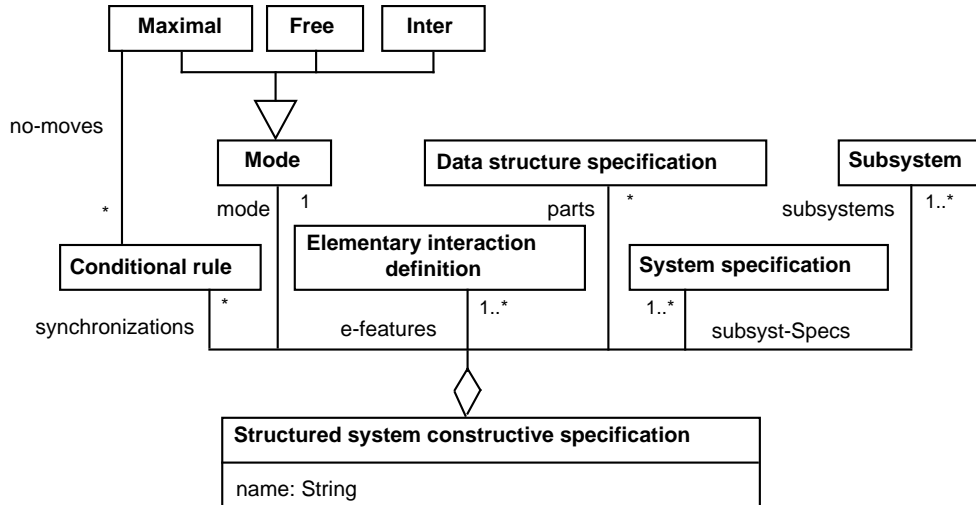 Maximal
Free
Inter
no-moves
Mode
Data structure specification
Subsystem
mode
1
parts
*
subsystems
1..*
*
Elementary interaction
definition
Conditional rule
System specification
*
synchronizations
1..*
e-features
1..*
subsyst-Specs
Structured system constructive specification
name: String